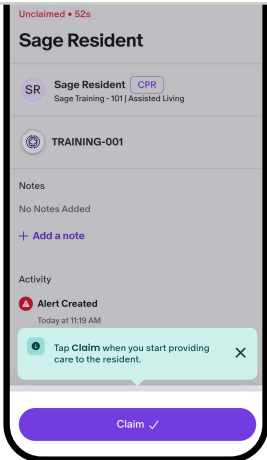 Unclaimed • 52s
Sage Resident
SR
Sage Resident CPR
Sage Training - 101 | Assisted Living
TRAINING-001
Notes
No Notes Added
+ Add a note
Activity
Alert Created
Today at 11:19 AM
Tap Claim when you start providing
care to the resident.
Claim ✓